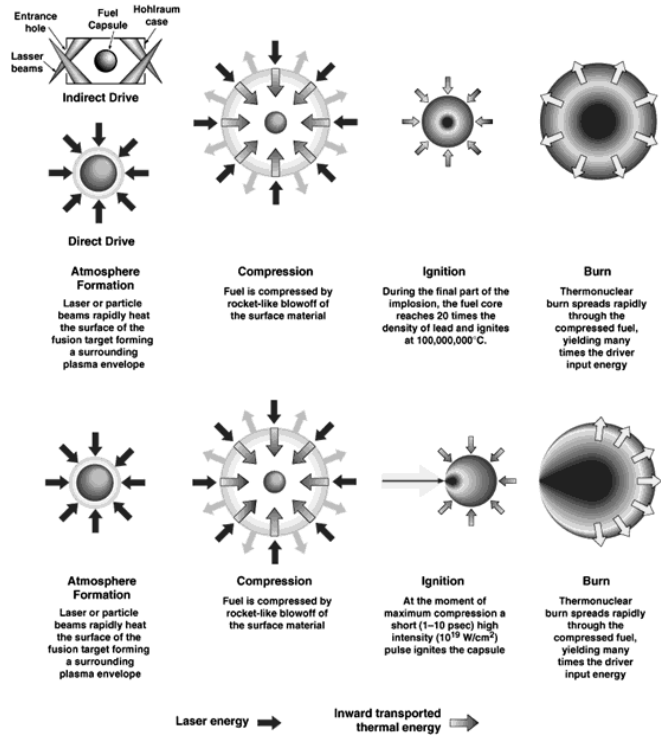 Entrance
hole
Fuel
Capsule
Hohlraum
case
Lasser
beams
Indirect Drive
Direct Drive
Atmosphere
Formation
Laser or particle
beams rapidly heat
the surface of the
fusion target forming
a surrounding
plasma envelope
Compression
Fuel is compressed by
rocket-like blowoff of
the surface material
Ignition
During the final part of the
implosion, the fuel core
reaches 20 times the
density of lead and ignites
at 100,000,000°C.
Burn
Thermonuclear
burn spreads rapidly
through the
compressed fuel,
yielding many
times the driver
input energy
Atmosphere
Formation
Laser or particle
beams rapidly heat
the surface of the
fusion target forming
a surrounding
plasma envelope
Compression
Fuel is compressed by
rocket-like blowoff of
the surface material
Ignition
At the moment of
maximum compression a
short (1–10 psec) high
intensity (10¹⁹ W/cm²)
pulse ignites the capsule
Burn
Thermonuclear
burn spreads rapidly
through the
compressed fuel,
yielding many
times the driver
input energy
Laser energy
Inward transported
thermal energy